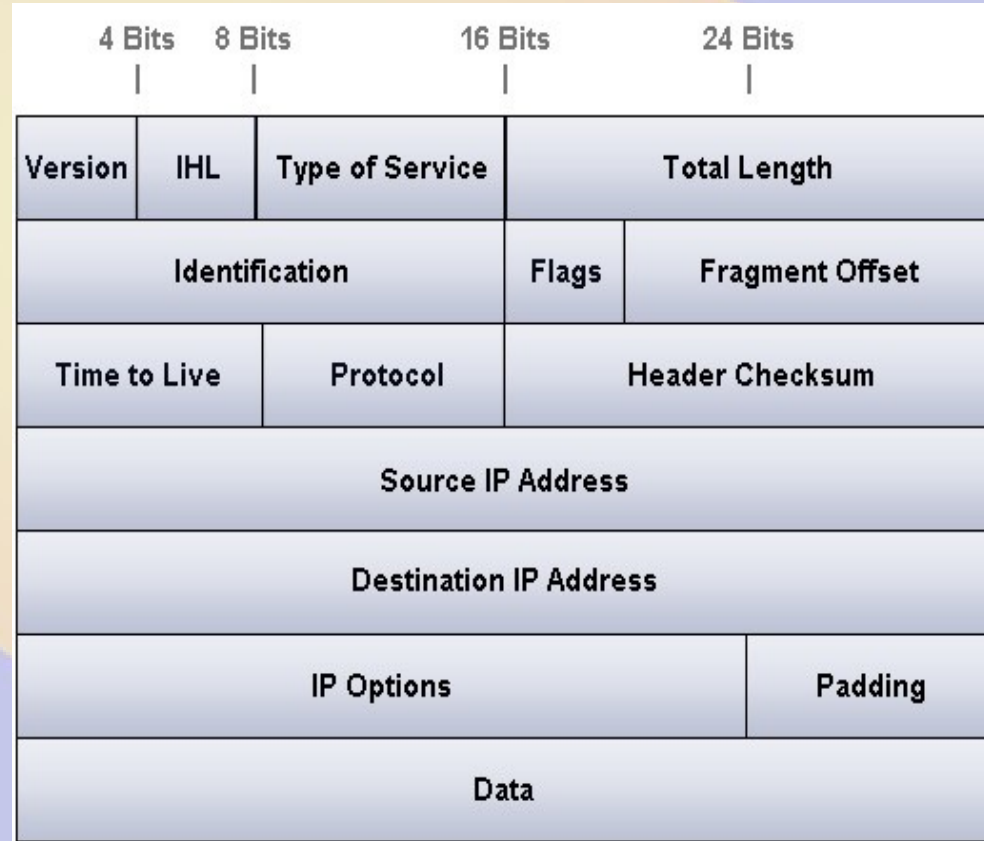 4 Bits 8 Bits 16 Bits 24 Bits
Version IHL Type of Service Total Length
Identification Flags Fragment Offset
Time to Live Protocol Header Checksum
Source IP Address
Destination IP Address
IP Options Padding
Data